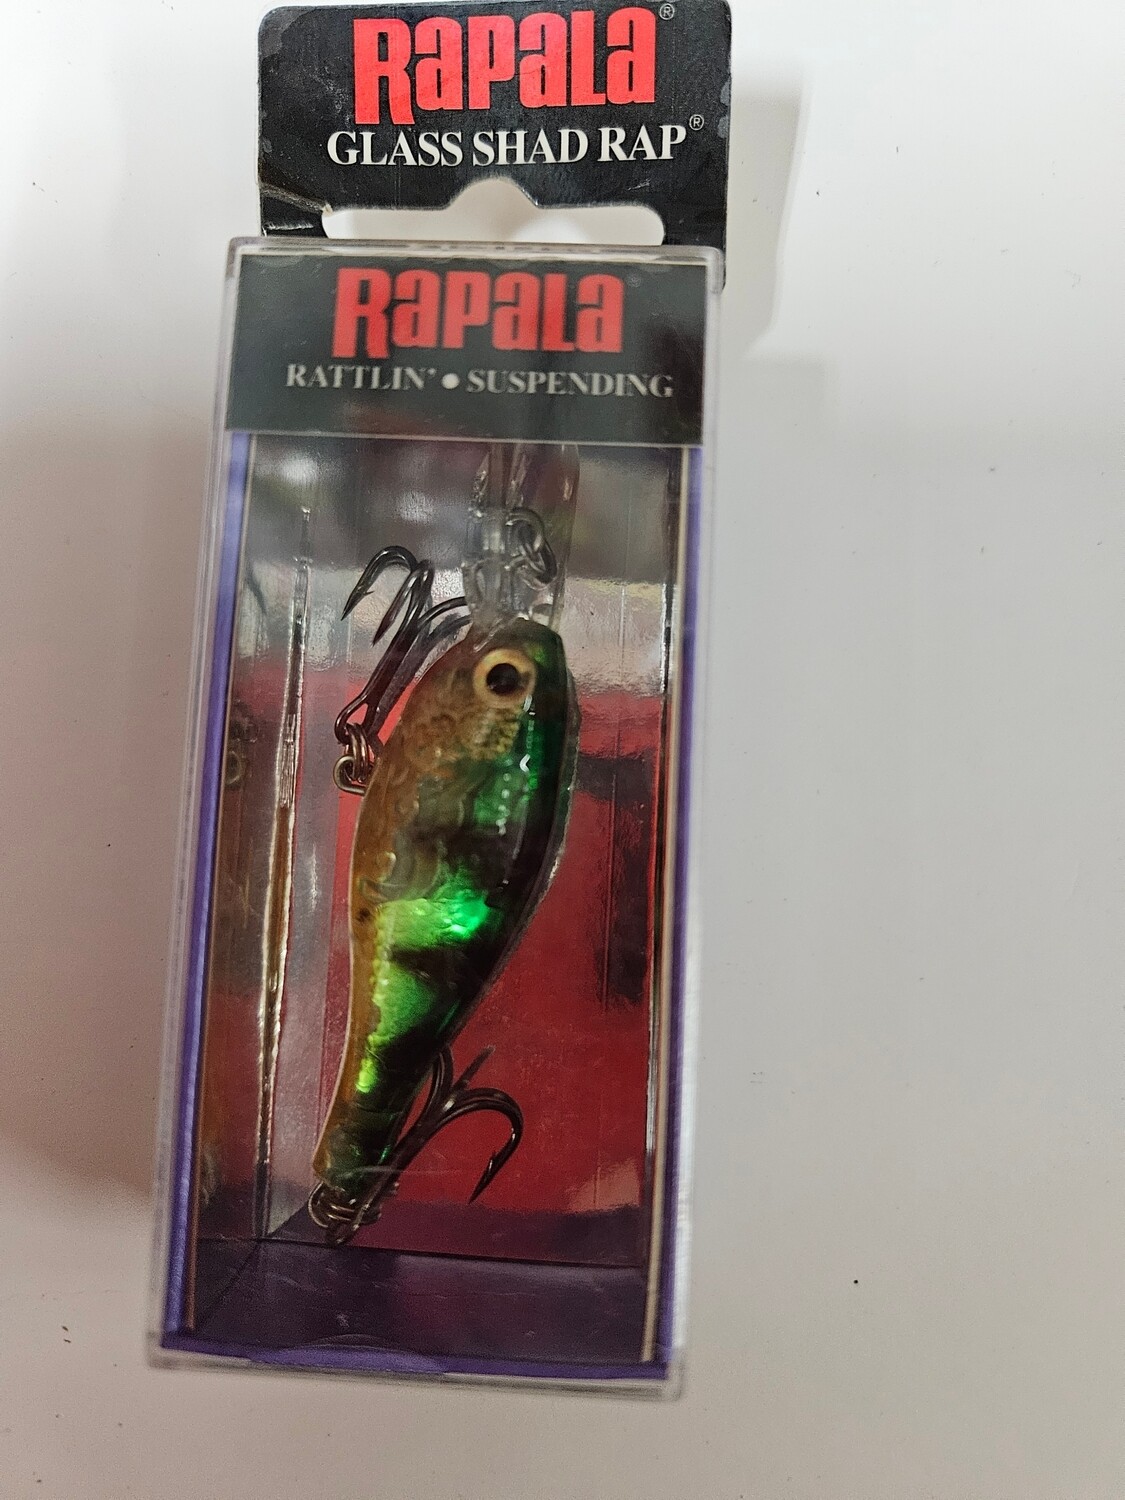 RAPALA®
GLASS SHAD RAP®
RAPALA®
RATTLIN' • SUSPENDING